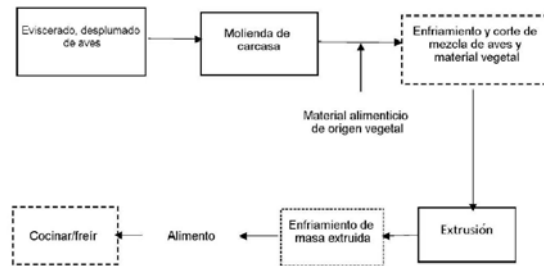 Eviscerado, desplumado
de aves
Molienda de
carcasa
Enfriamiento y corte de
mezcla de aves y
material vegetal
Material alimenticio
de origen vegetal
Cocinar/freír
Alimento
Enfriamiento de
masa extruida
Extrusión